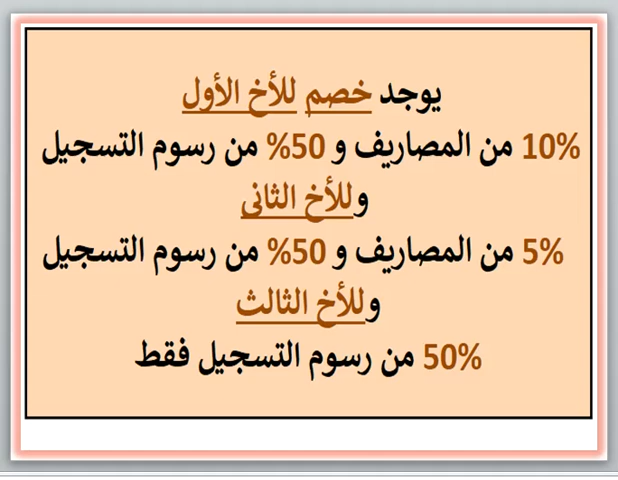 يوجد خصم للأخ الأول
10% من المصاريف و 50% من رسوم التسجيل
وللأخ الثانى
5% من المصاريف و 50% من رسوم التسجيل
وللأخ الثالث
50% من رسوم التسجيل فقط